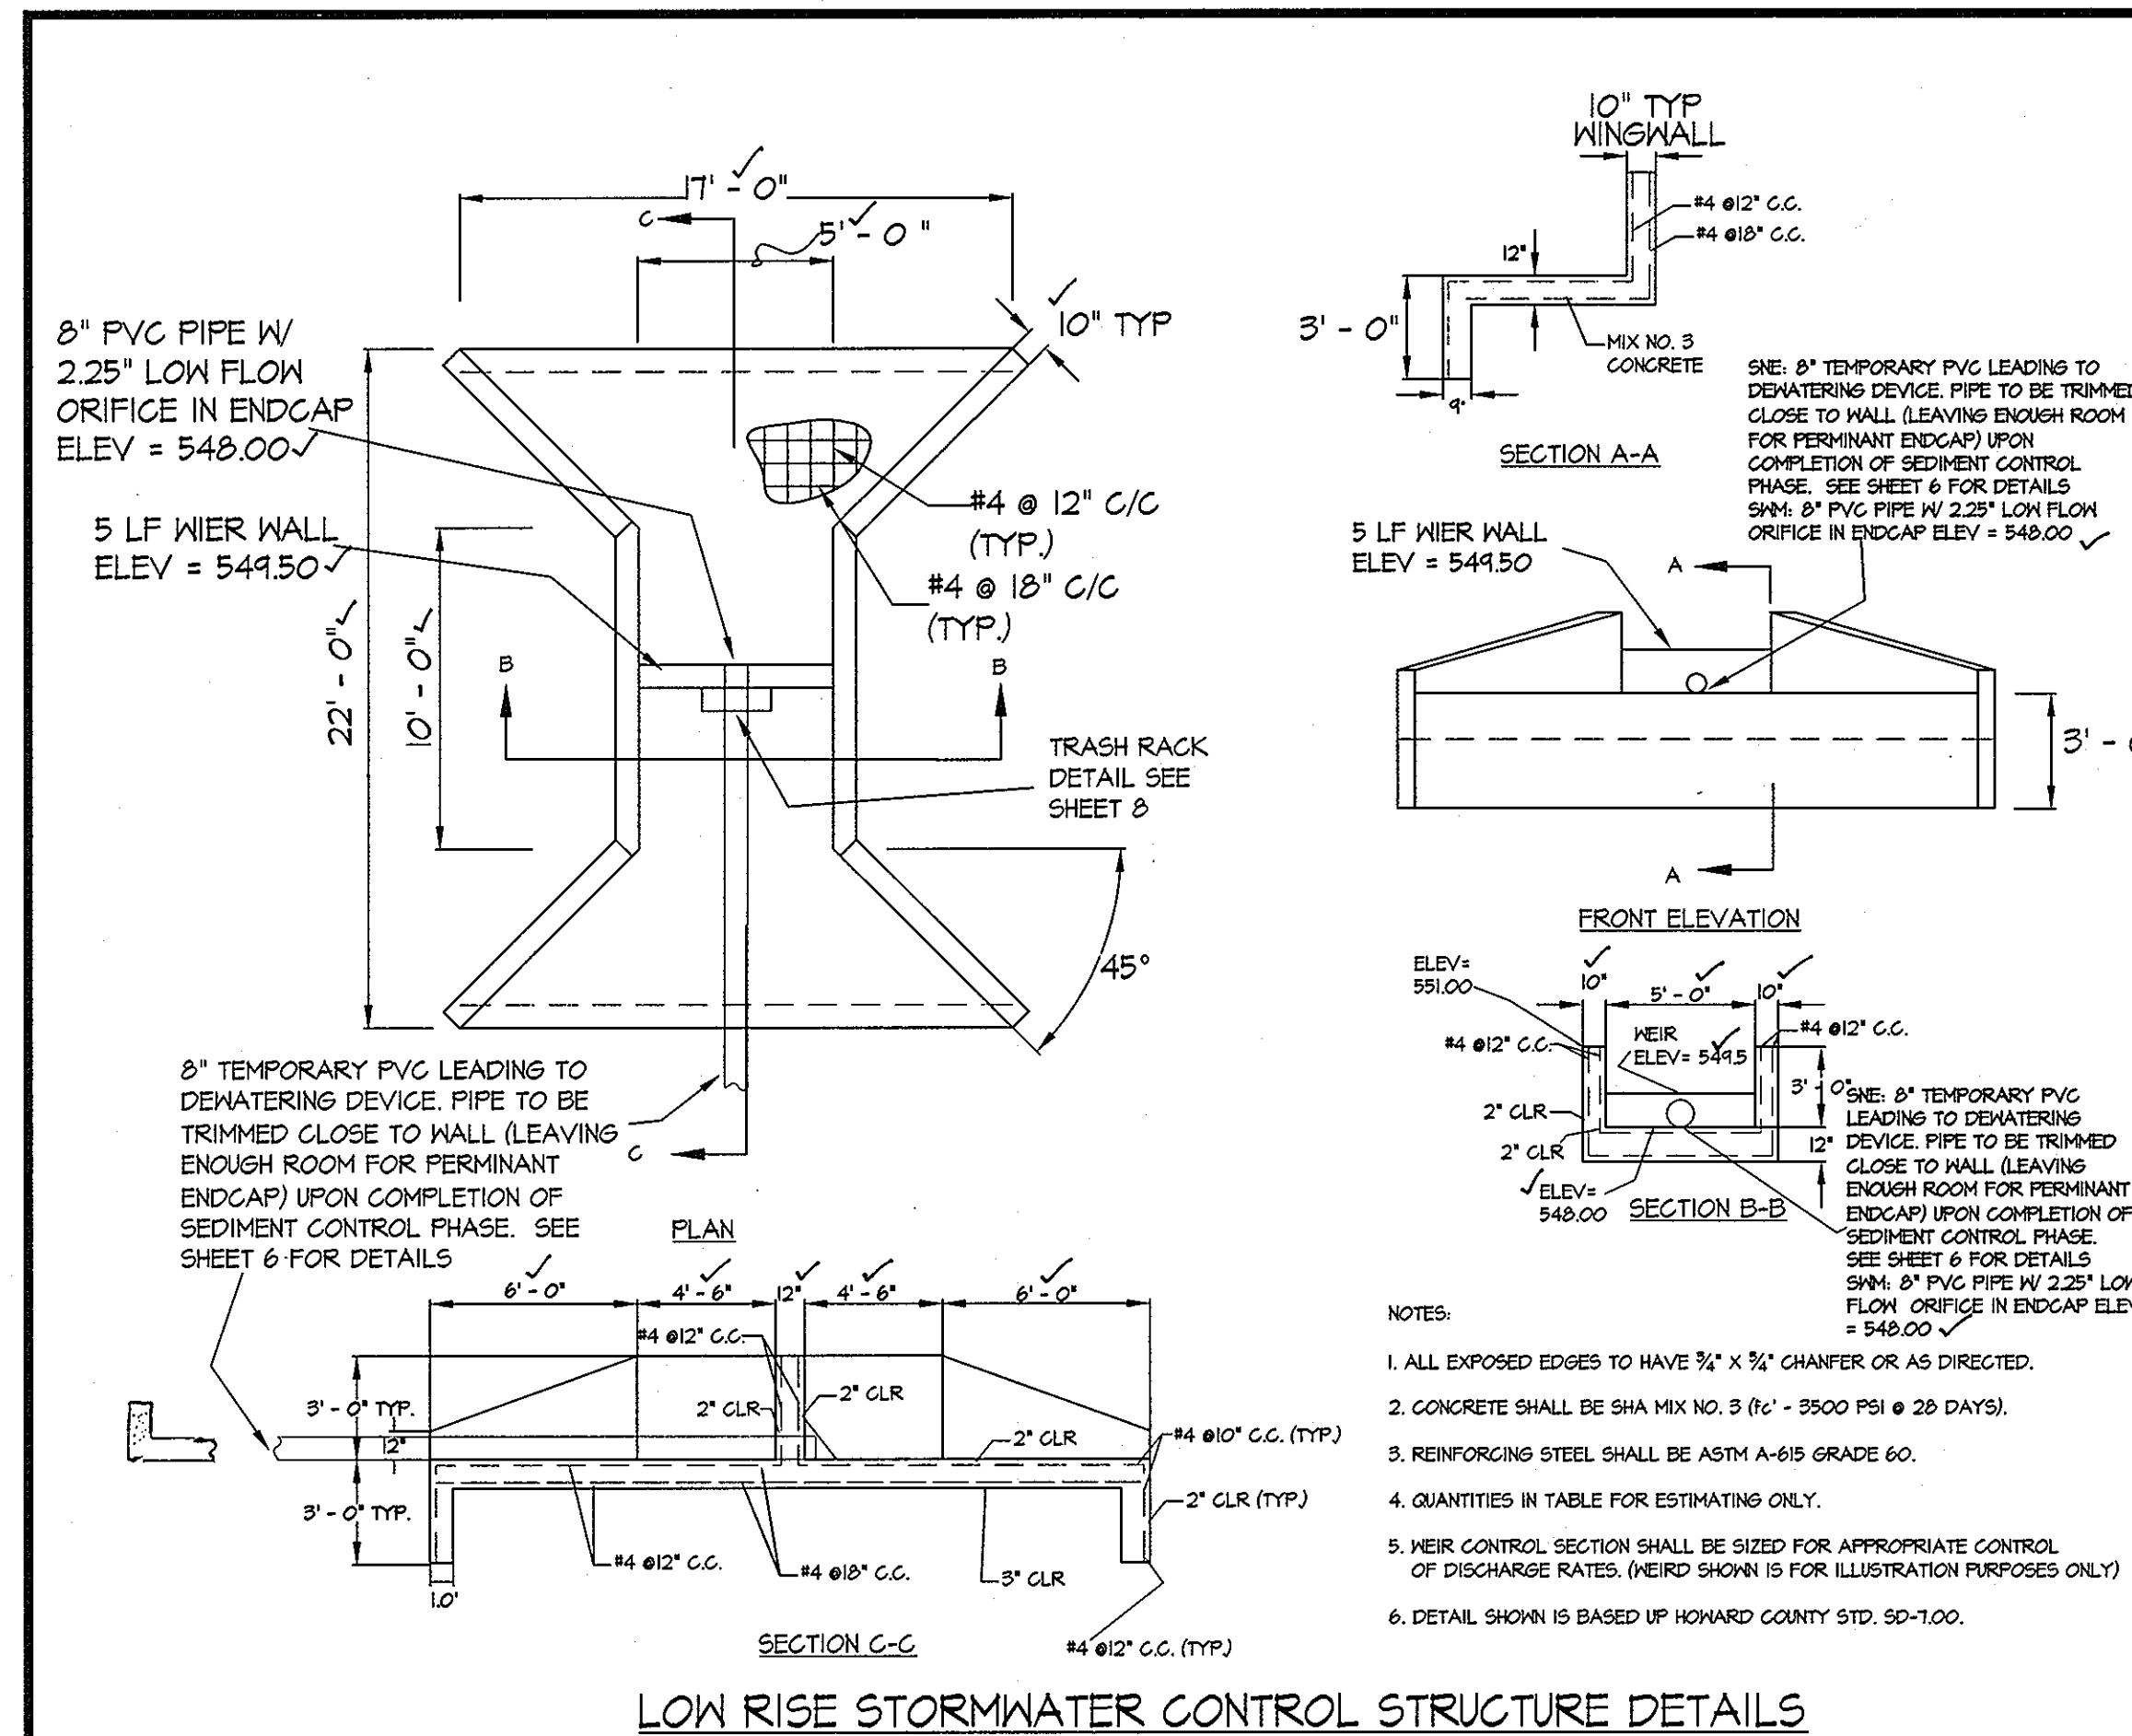 17' - 0"
C
5' - 0"
10" TYP
8" PVC PIPE W/
2.25" LOW FLOW
ORIFICE IN ENDCAP
ELEV = 548.00
5 LF WIER WALL
ELEV = 549.50
#4 @ 12" C/C
(TYP.)
#4 @ 18" C/C
(TYP.)
22' - 0"
10' - 0"
B
B
TRASH RACK
DETAIL SEE
SHEET 8
45°
8" TEMPORARY PVC LEADING TO
DEWATERING DEVICE. PIPE TO BE
TRIMMED CLOSE TO WALL (LEAVING
ENOUGH ROOM FOR PERMINANT
ENDCAP) UPON COMPLETION OF
SEDIMENT CONTROL PHASE. SEE
SHEET 6 FOR DETAILS
C
PLAN
10" TYP
WINGWALL
#4 @12" C.C.
#4 @18" C.C.
12"
3' - 0"
MIX NO. 3
CONCRETE
9"
SECTION A-A
SNE: 8" TEMPORARY PVC LEADING TO
DEWATERING DEVICE. PIPE TO BE TRIMMED
CLOSE TO WALL (LEAVING ENOUGH ROOM
FOR PERMINANT ENDCAP) UPON
COMPLETION OF SEDIMENT CONTROL
PHASE. SEE SHEET 6 FOR DETAILS
SWM: 8" PVC PIPE W/ 2.25" LOW FLOW
ORIFICE IN ENDCAP ELEV = 548.00
5 LF WIER WALL
ELEV = 549.50
A
3' -
A
FRONT ELEVATION
ELEV=
551.00
10"
5' - 0"
10"
#4 @12" C.C.
#4 @12" C.C.
WEIR
ELEV= 549.5
3' - 0"
2" CLR
2" CLR
12"
ELEV=
548.00
SECTION B-B
SNE: 8" TEMPORARY PVC
LEADING TO DEWATERING
DEVICE. PIPE TO BE TRIMMED
CLOSE TO WALL (LEAVING
ENOUGH ROOM FOR PERMINANT
ENDCAP) UPON COMPLETION OF
SEDIMENT CONTROL PHASE.
SEE SHEET 6 FOR DETAILS
SWM: 8" PVC PIPE W/ 2.25" LOW
FLOW ORIFICE IN ENDCAP ELEV
= 548.00
6' - 0"
4' - 6"
12"
4' - 6"
6' - 0"
#4 @12" C.C.
2" CLR
2" CLR
3' - 0" TYP.
12"
2" CLR
#4 @10" C.C. (TYP.)
3' - 0" TYP.
2" CLR (TYP.)
#4 @12" C.C.
#4 @18" C.C.
3" CLR
1.0'
SECTION C-C
#4 @12" C.C. (TYP.)
NOTES:
1. ALL EXPOSED EDGES TO HAVE ¾" X ¾" CHANFER OR AS DIRECTED.
2. CONCRETE SHALL BE SHA MIX NO. 3 (fc' - 3500 PSI @ 28 DAYS).
3. REINFORCING STEEL SHALL BE ASTM A-615 GRADE 60.
4. QUANTITIES IN TABLE FOR ESTIMATING ONLY.
5. WEIR CONTROL SECTION SHALL BE SIZED FOR APPROPRIATE CONTROL
OF DISCHARGE RATES. (WEIRD SHOWN IS FOR ILLUSTRATION PURPOSES ONLY)
6. DETAIL SHOWN IS BASED UP HOWARD COUNTY STD. SD-7.00.
LOW RISE STORMWATER CONTROL STRUCTURE DETAILS